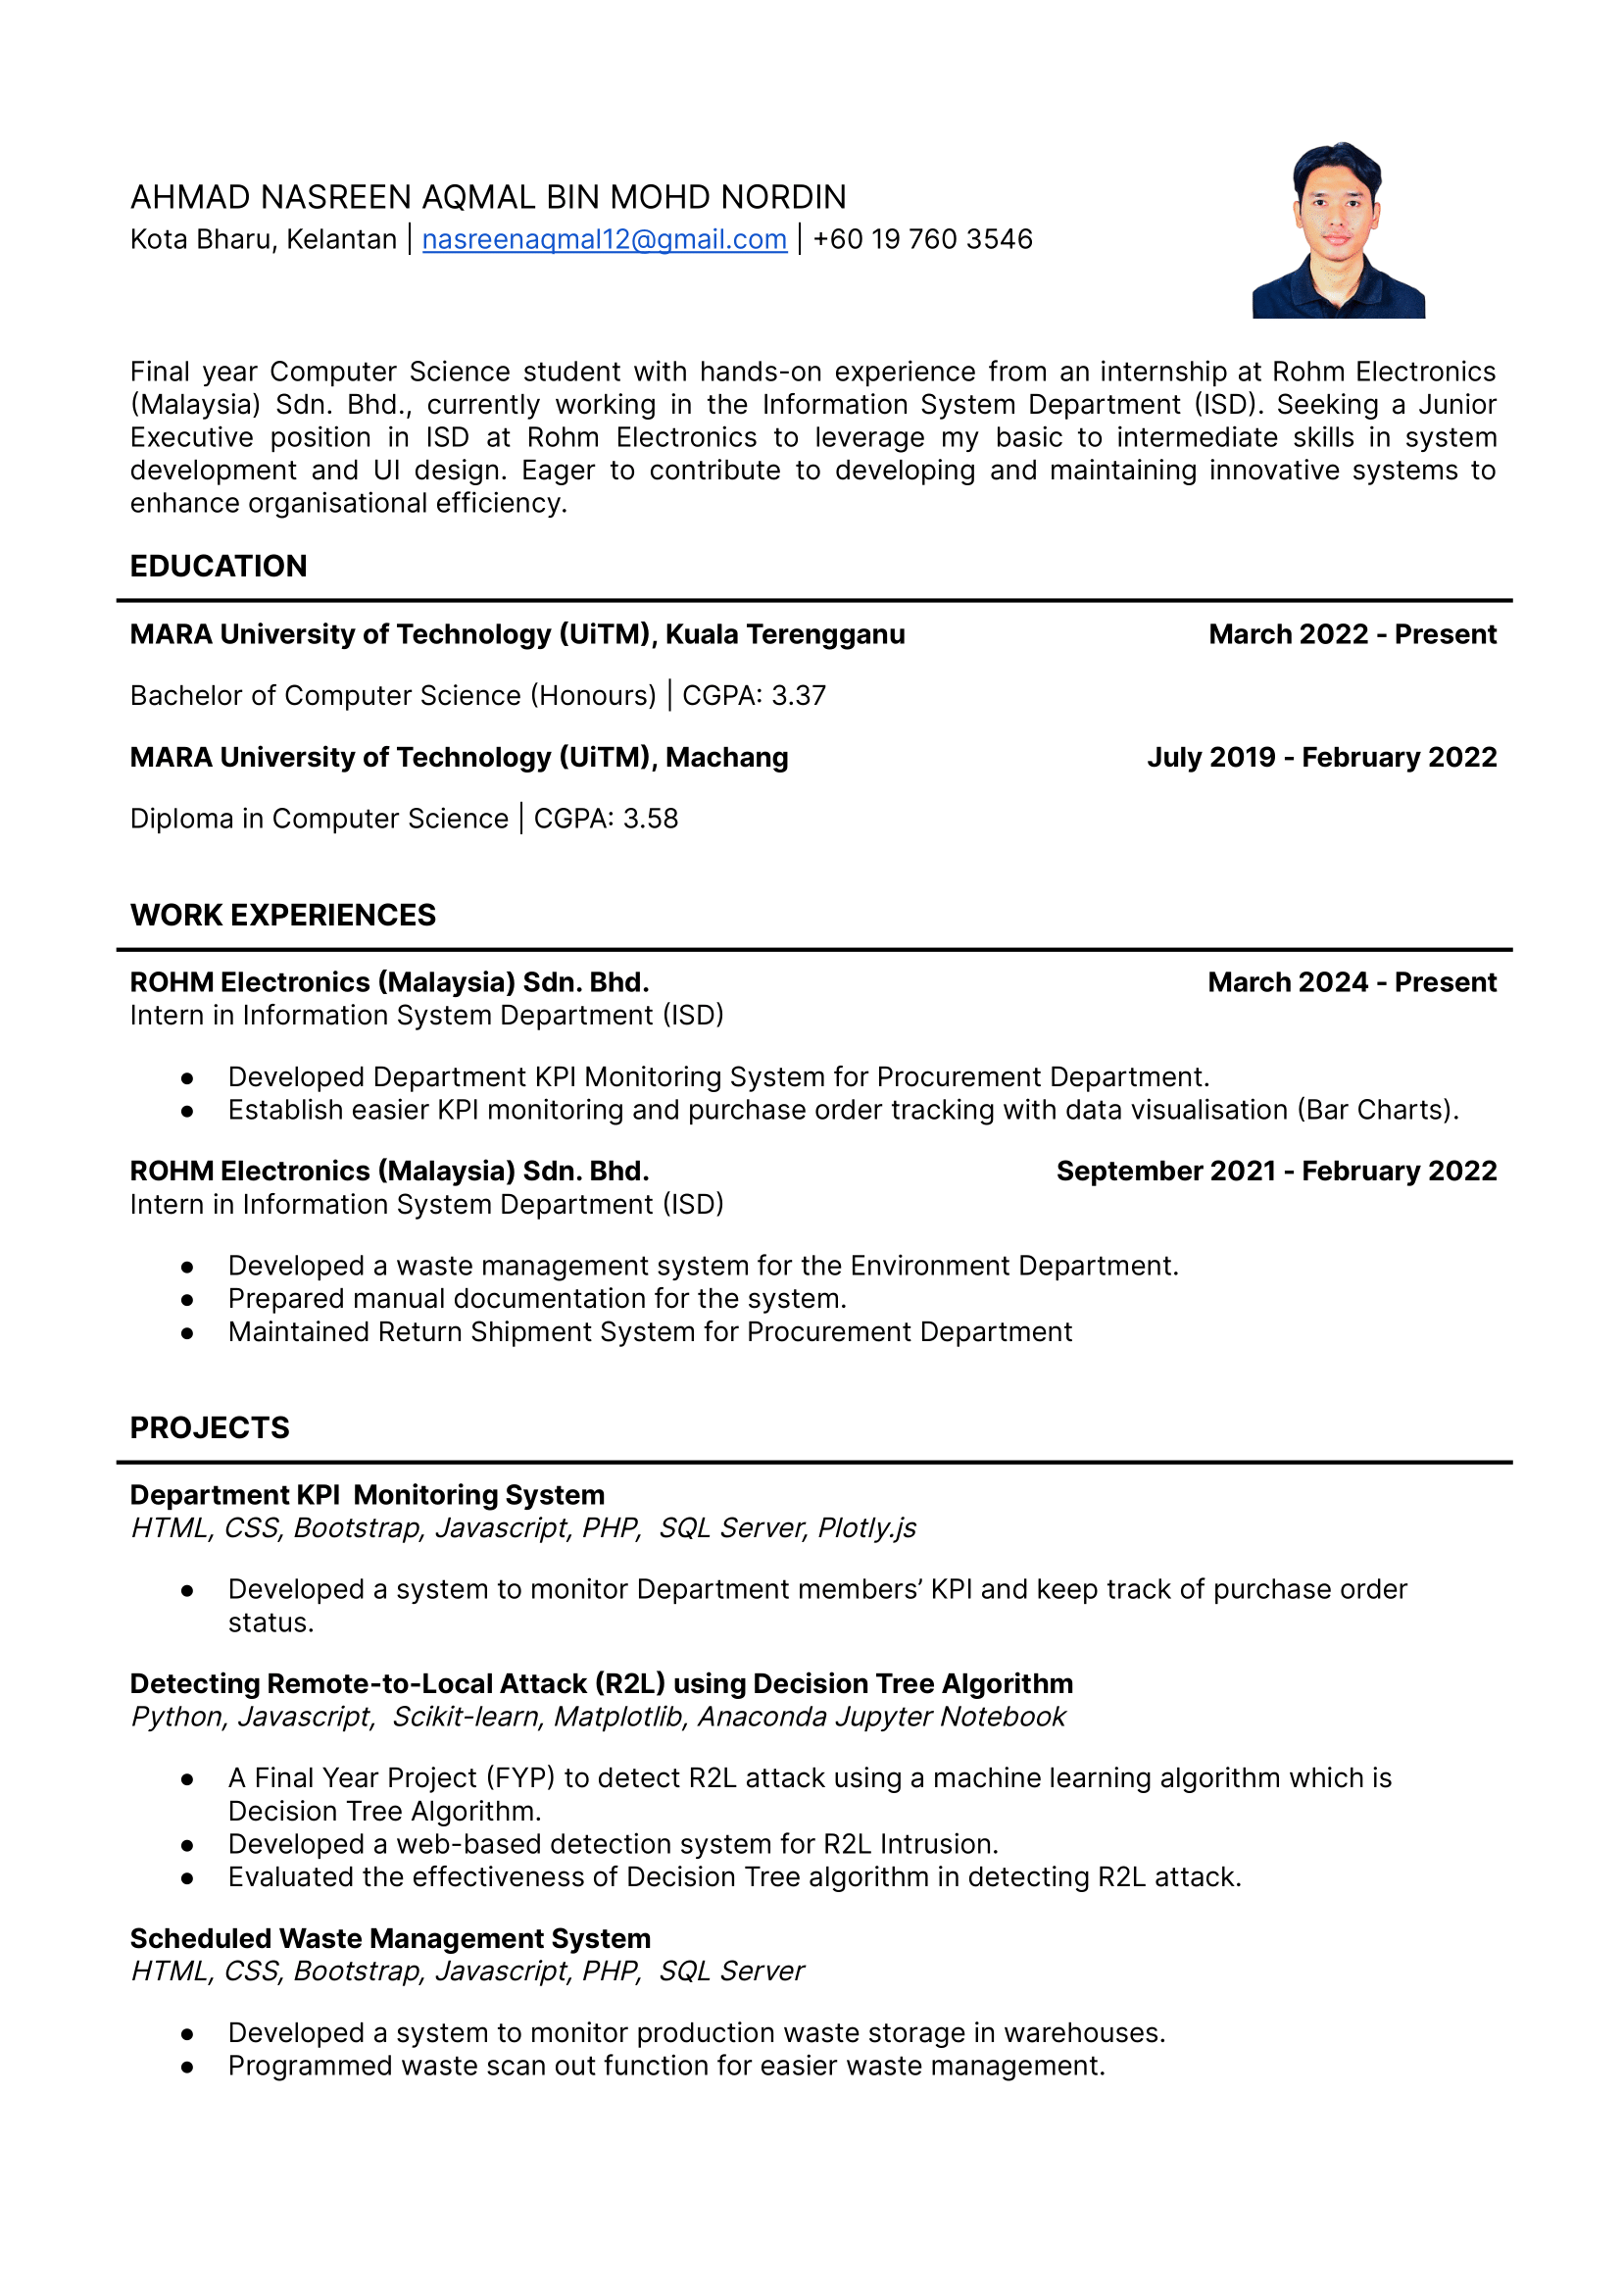 AHMAD NASREEN AQMAL BIN MOHD NORDIN
Kota Bharu, Kelantan | nasreenaqmal12@gmail.com | +60 19 760 3546
Final year Computer Science student with hands-on experience from an internship at Rohm Electronics
(Malaysia) Sdn. Bhd., currently working in the Information System Department (ISD). Seeking a Junior
Executive position in ISD at Rohm Electronics to leverage my basic to intermediate skills in system
development and UI design. Eager to contribute to developing and maintaining innovative systems to
enhance organisational efficiency.
EDUCATION
MARA University of Technology (UiTM), Kuala Terengganu March 2022 - Present
Bachelor of Computer Science (Honours) | CGPA: 3.37
MARA University of Technology (UiTM), Machang July 2019 - February 2022
Diploma in Computer Science | CGPA: 3.58
WORK EXPERIENCES
ROHM Electronics (Malaysia) Sdn. Bhd. March 2024 - Present
Intern in Information System Department (ISD)
● Developed Department KPI Monitoring System for Procurement Department.
● Establish easier KPI monitoring and purchase order tracking with data visualisation (Bar Charts).
ROHM Electronics (Malaysia) Sdn. Bhd. September 2021 - February 2022
Intern in Information System Department (ISD)
● Developed a waste management system for the Environment Department.
● Prepared manual documentation for the system.
● Maintained Return Shipment System for Procurement Department
PROJECTS
Department KPI Monitoring System
HTML, CSS, Bootstrap, Javascript, PHP, SQL Server, Plotly.js
● Developed a system to monitor Department members’ KPI and keep track of purchase order
status.
Detecting Remote-to-Local Attack (R2L) using Decision Tree Algorithm
Python, Javascript, Scikit-learn, Matplotlib, Anaconda Jupyter Notebook
● A Final Year Project (FYP) to detect R2L attack using a machine learning algorithm which is
Decision Tree Algorithm.
● Developed a web-based detection system for R2L Intrusion.
● Evaluated the effectiveness of Decision Tree algorithm in detecting R2L attack.
Scheduled Waste Management System
HTML, CSS, Bootstrap, Javascript, PHP, SQL Server
● Developed a system to monitor production waste storage in warehouses.
● Programmed waste scan out function for easier waste management.